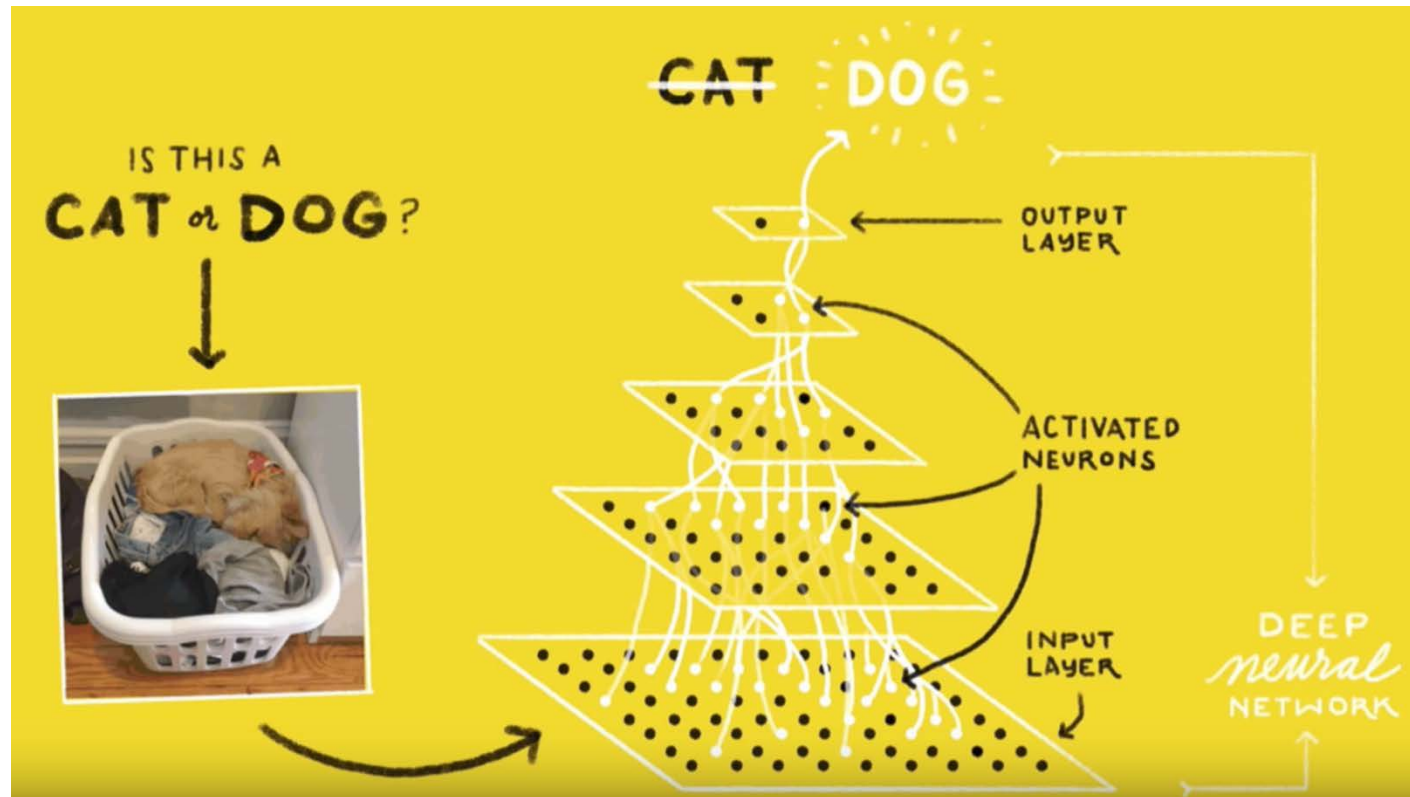 IS THIS A
CAT or DOG?
CAT DOG
OUTPUT
LAYER
ACTIVATED
NEURONS
INPUT
LAYER
DEEP
neural
NETWORK